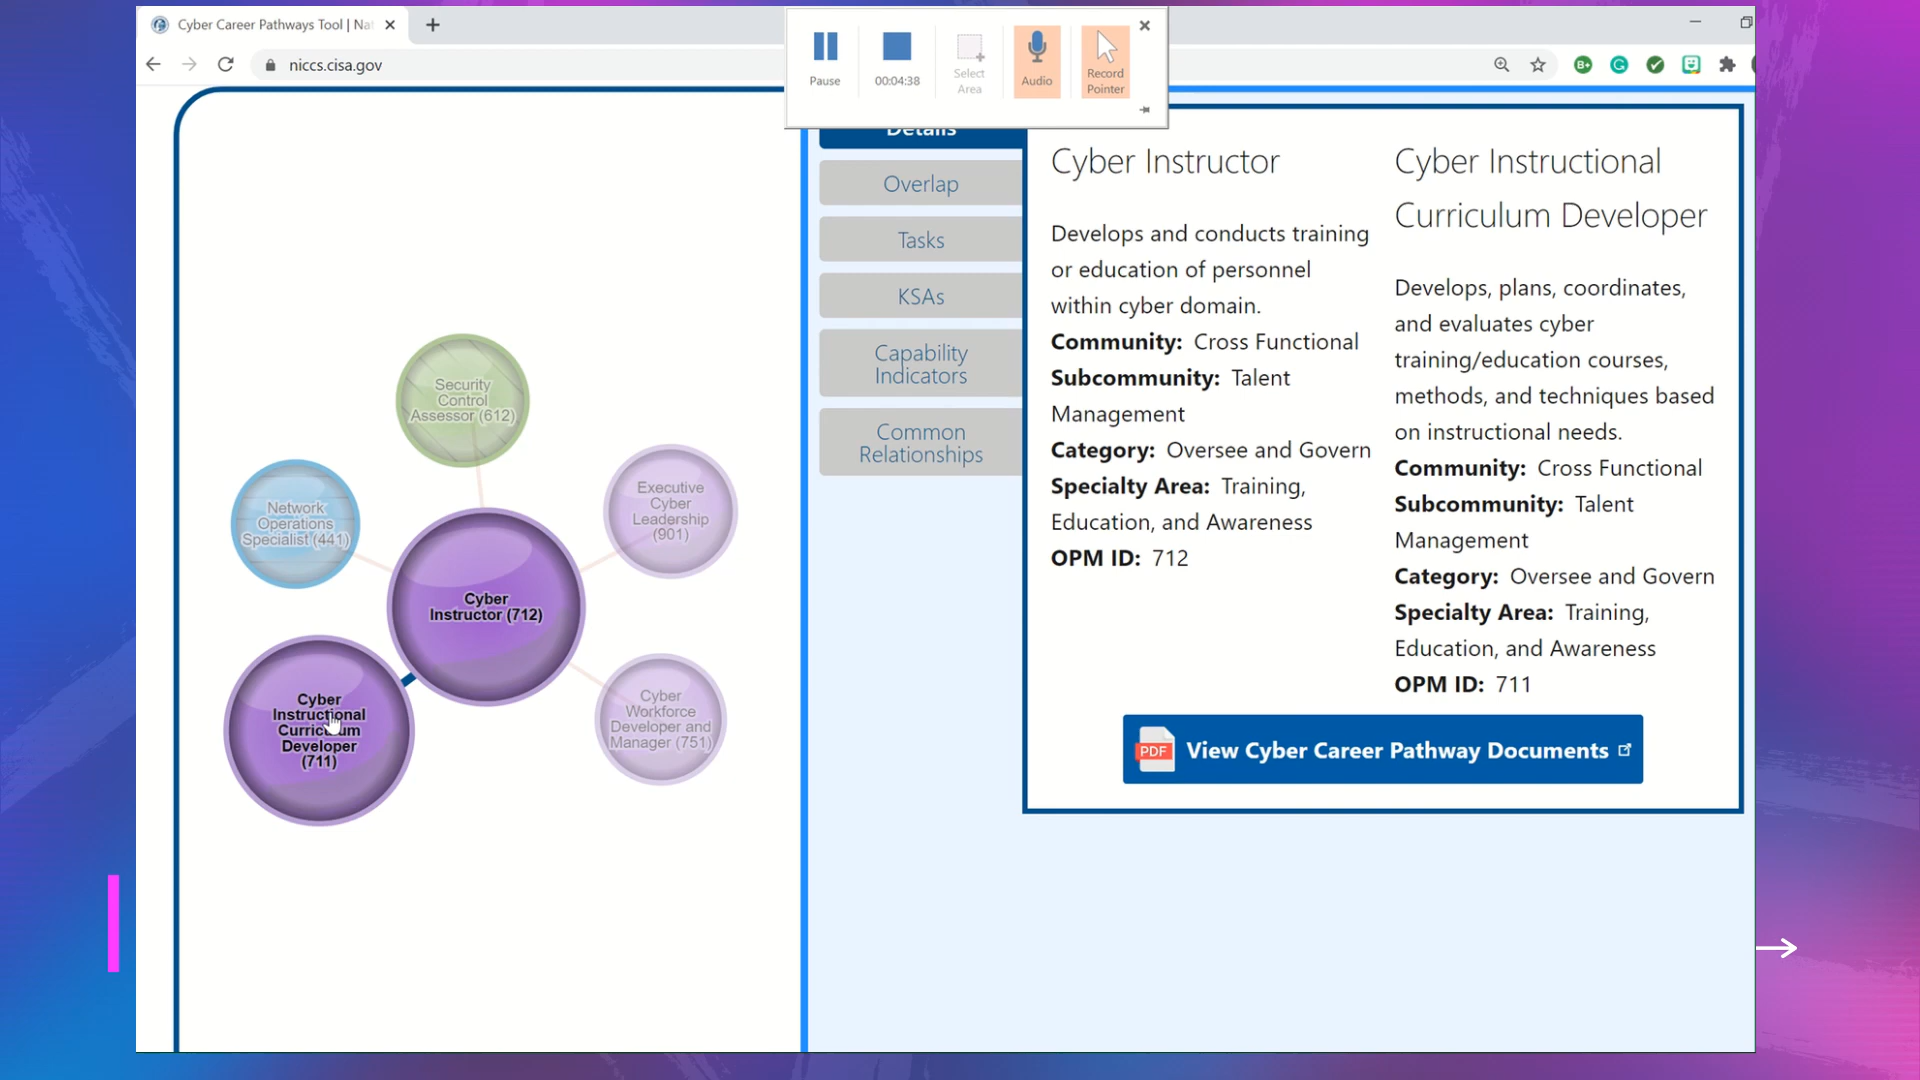 Cyber Career Pathways Tool | Nat
niccs.cisa.gov
Pause
00:04:38
Select
Area
Audio
Record
Pointer
Details
Overlap
Tasks
KSAs
Capability
Indicators
Common
Relationships
Security
Control
Assessor (612)
Network
Operations
Specialist (441)
Executive
Cyber
Leadership
(901)
Cyber
Instructor (712)
Cyber
Instructional
Curriculum
Developer
(711)
Cyber
Workforce
Developer and
Manager (751)
Cyber Instructor
Develops and conducts training
or education of personnel
within cyber domain.
Community: Cross Functional
Subcommunity: Talent
Management
Category: Oversee and Govern
Specialty Area: Training,
Education, and Awareness
OPM ID: 712
Cyber Instructional
Curriculum Developer
Develops, plans, coordinates,
and evaluates cyber
training/education courses,
methods, and techniques based
on instructional needs.
Community: Cross Functional
Subcommunity: Talent
Management
Category: Oversee and Govern
Specialty Area: Training,
Education, and Awareness
OPM ID: 711
PDF View Cyber Career Pathway Documents